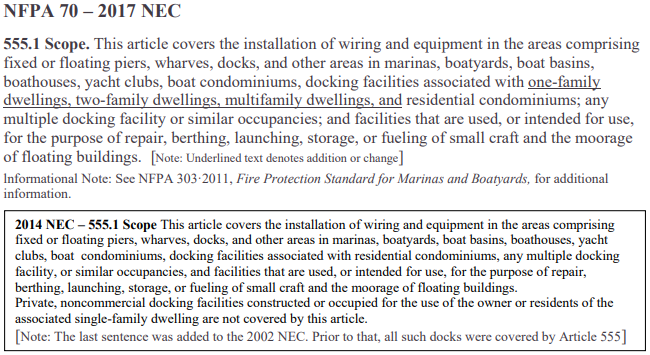 NFPA 70 – 2017 NEC
555.1 Scope. This article covers the installation of wiring and equipment in the areas comprising
fixed or floating piers, wharves, docks, and other areas in marinas, boatyards, boat basins,
boathouses, yacht clubs, boat condominiums, docking facilities associated with one-family
dwellings, two-family dwellings, multifamily dwellings, and residential condominiums; any
multiple docking facility or similar occupancies; and facilities that are used, or intended for use,
for the purpose of repair, berthing, launching, storage, or fueling of small craft and the moorage
of floating buildings. [Note: Underlined text denotes addition or change]
Informational Note: See NFPA 303-2011, Fire Protection Standard for Marinas and Boatyards, for additional
information.
2014 NEC – 555.1 Scope This article covers the installation of wiring and equipment in the areas comprising
fixed or floating piers, wharves, docks, and other areas in marinas, boatyards, boat basins, boathouses, yacht
clubs, boat condominiums, docking facilities associated with residential condominiums, any multiple docking
facility, or similar occupancies, and facilities that are used, or intended for use, for the purpose of repair,
berthing, launching, storage, or fueling of small craft and the moorage of floating buildings.
Private, noncommercial docking facilities constructed or occupied for the use of the owner or residents of the
associated single-family dwelling are not covered by this article.
[Note: The last sentence was added to the 2002 NEC. Prior to that, all such docks were covered by Article 555]